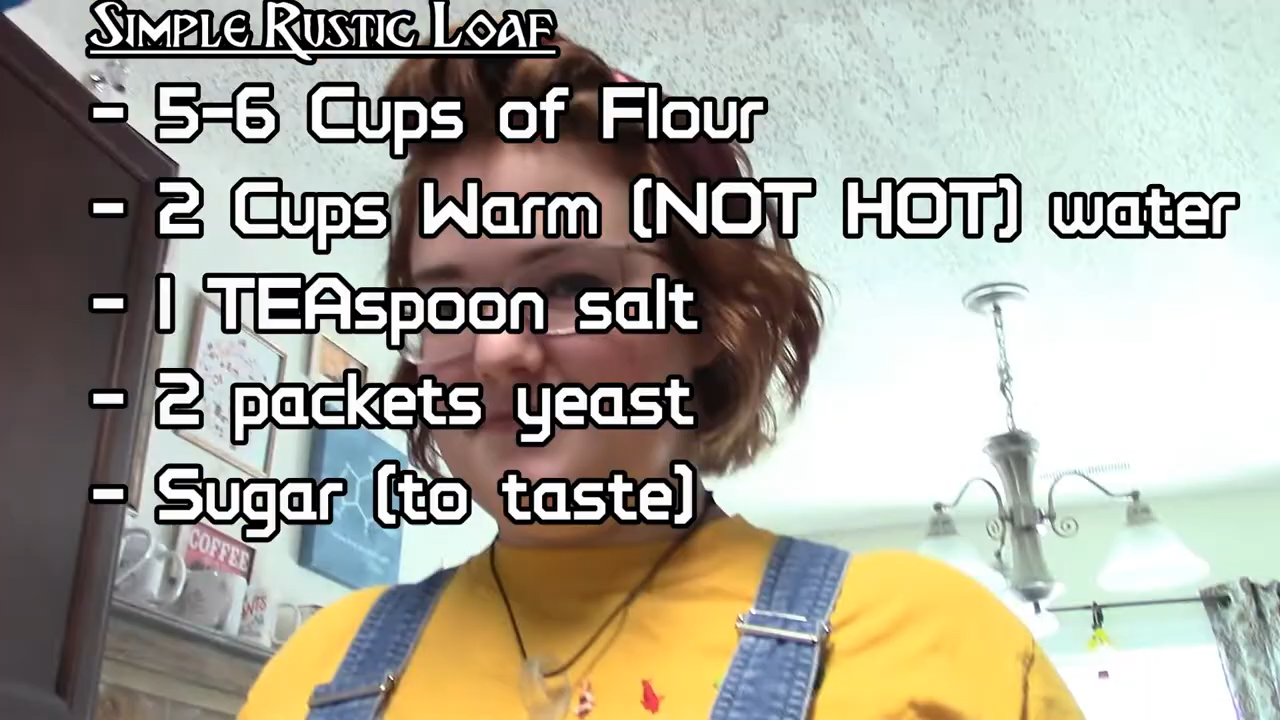 Simple Rustic Loaf
- 5-6 Cups of Flour
- 2 Cups Warm (NOT HOT) water
- 1 TEAspoon salt
- 2 packets yeast
- Sugar (to taste)
COFFEE